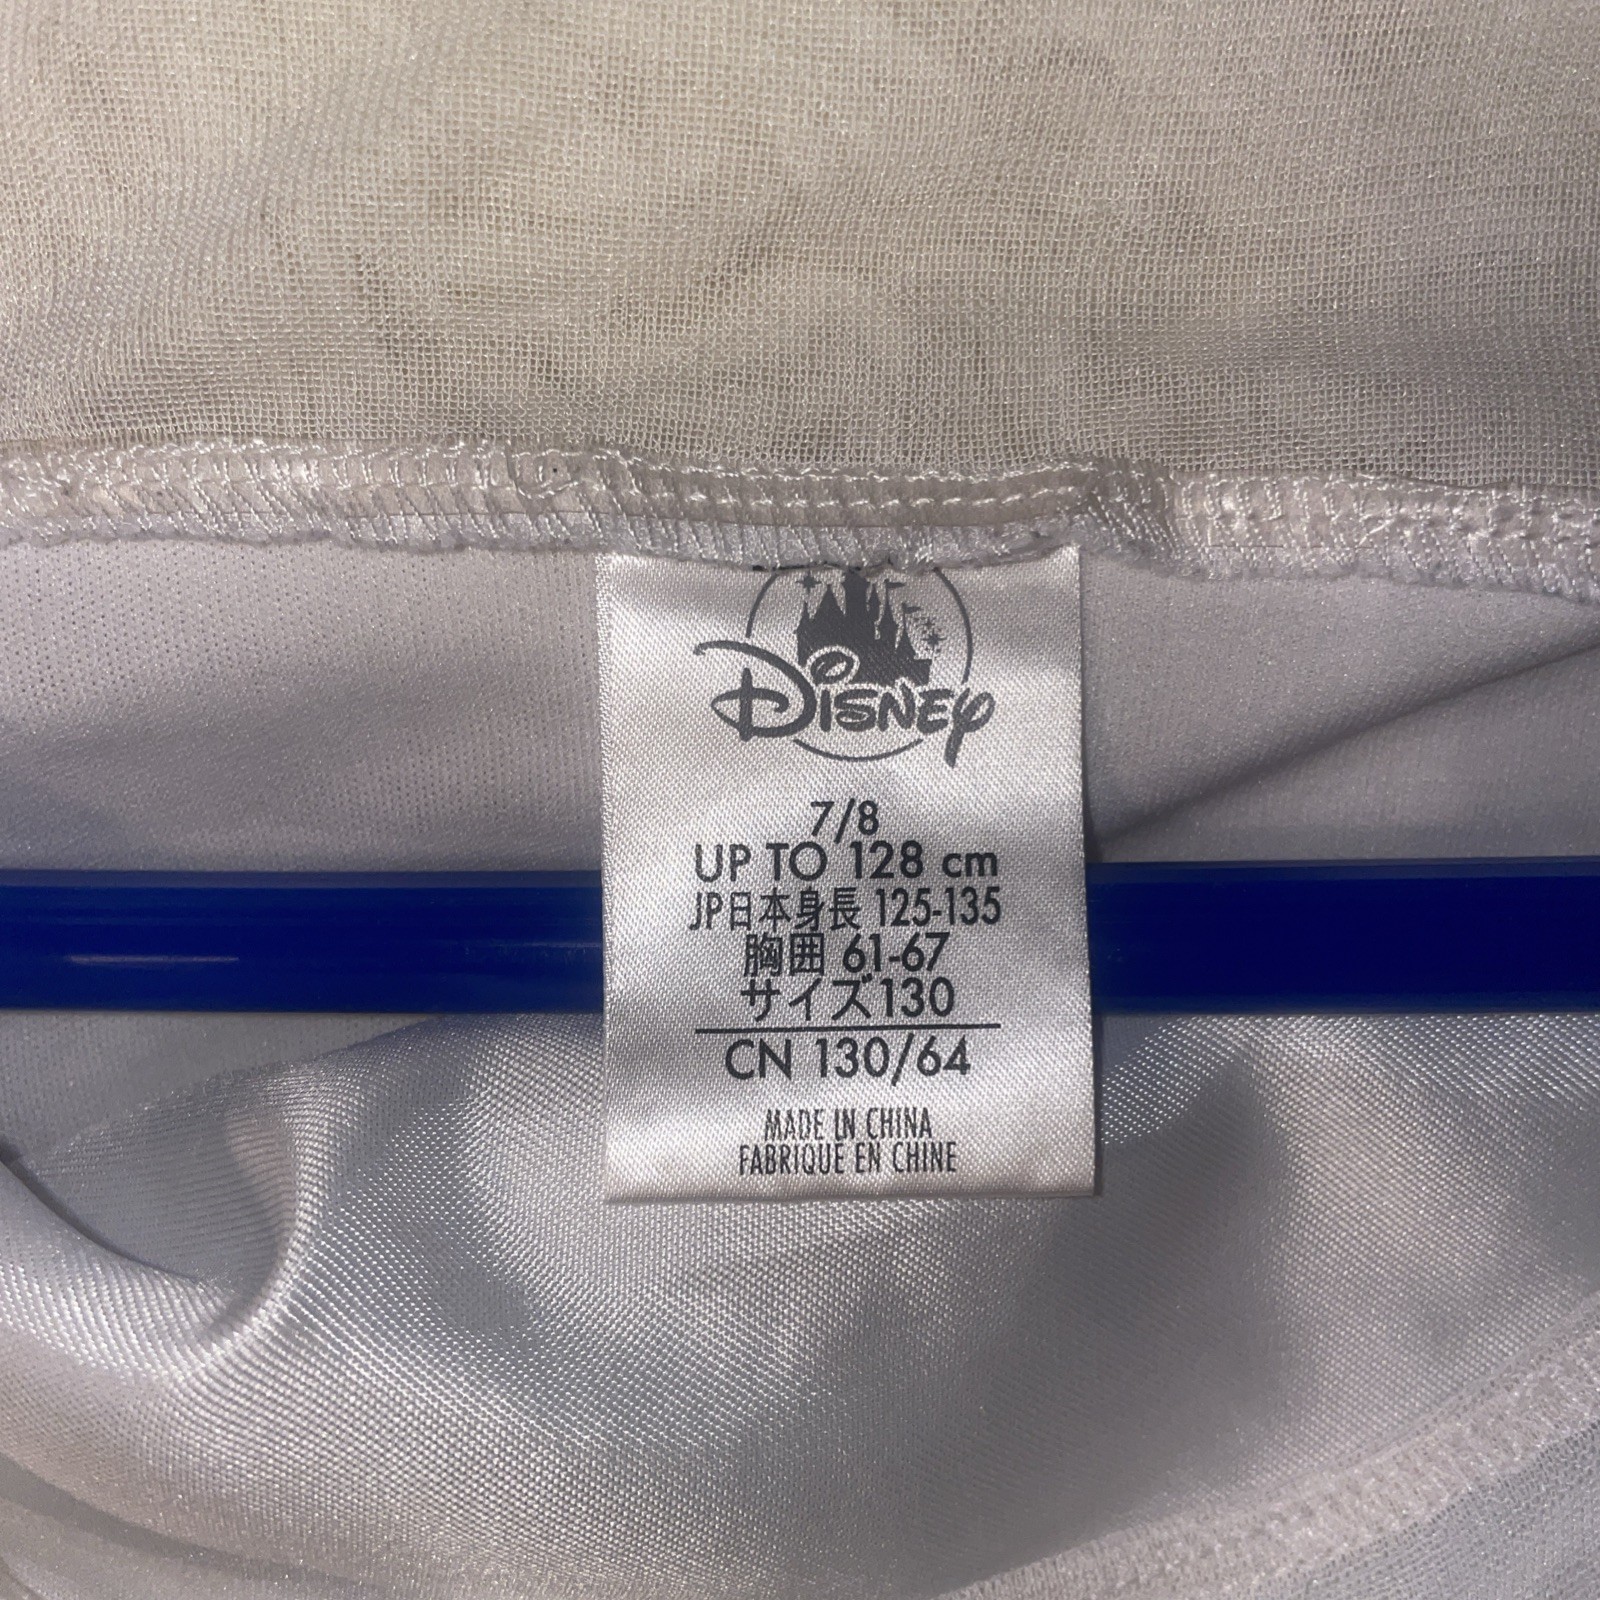 Disney
7/8
UP TO 128 cm
JP日本身長 125-135
胸囲 61-67
サイズ130
CN 130/64
MADE IN CHINA
FABRIQUE EN CHINE